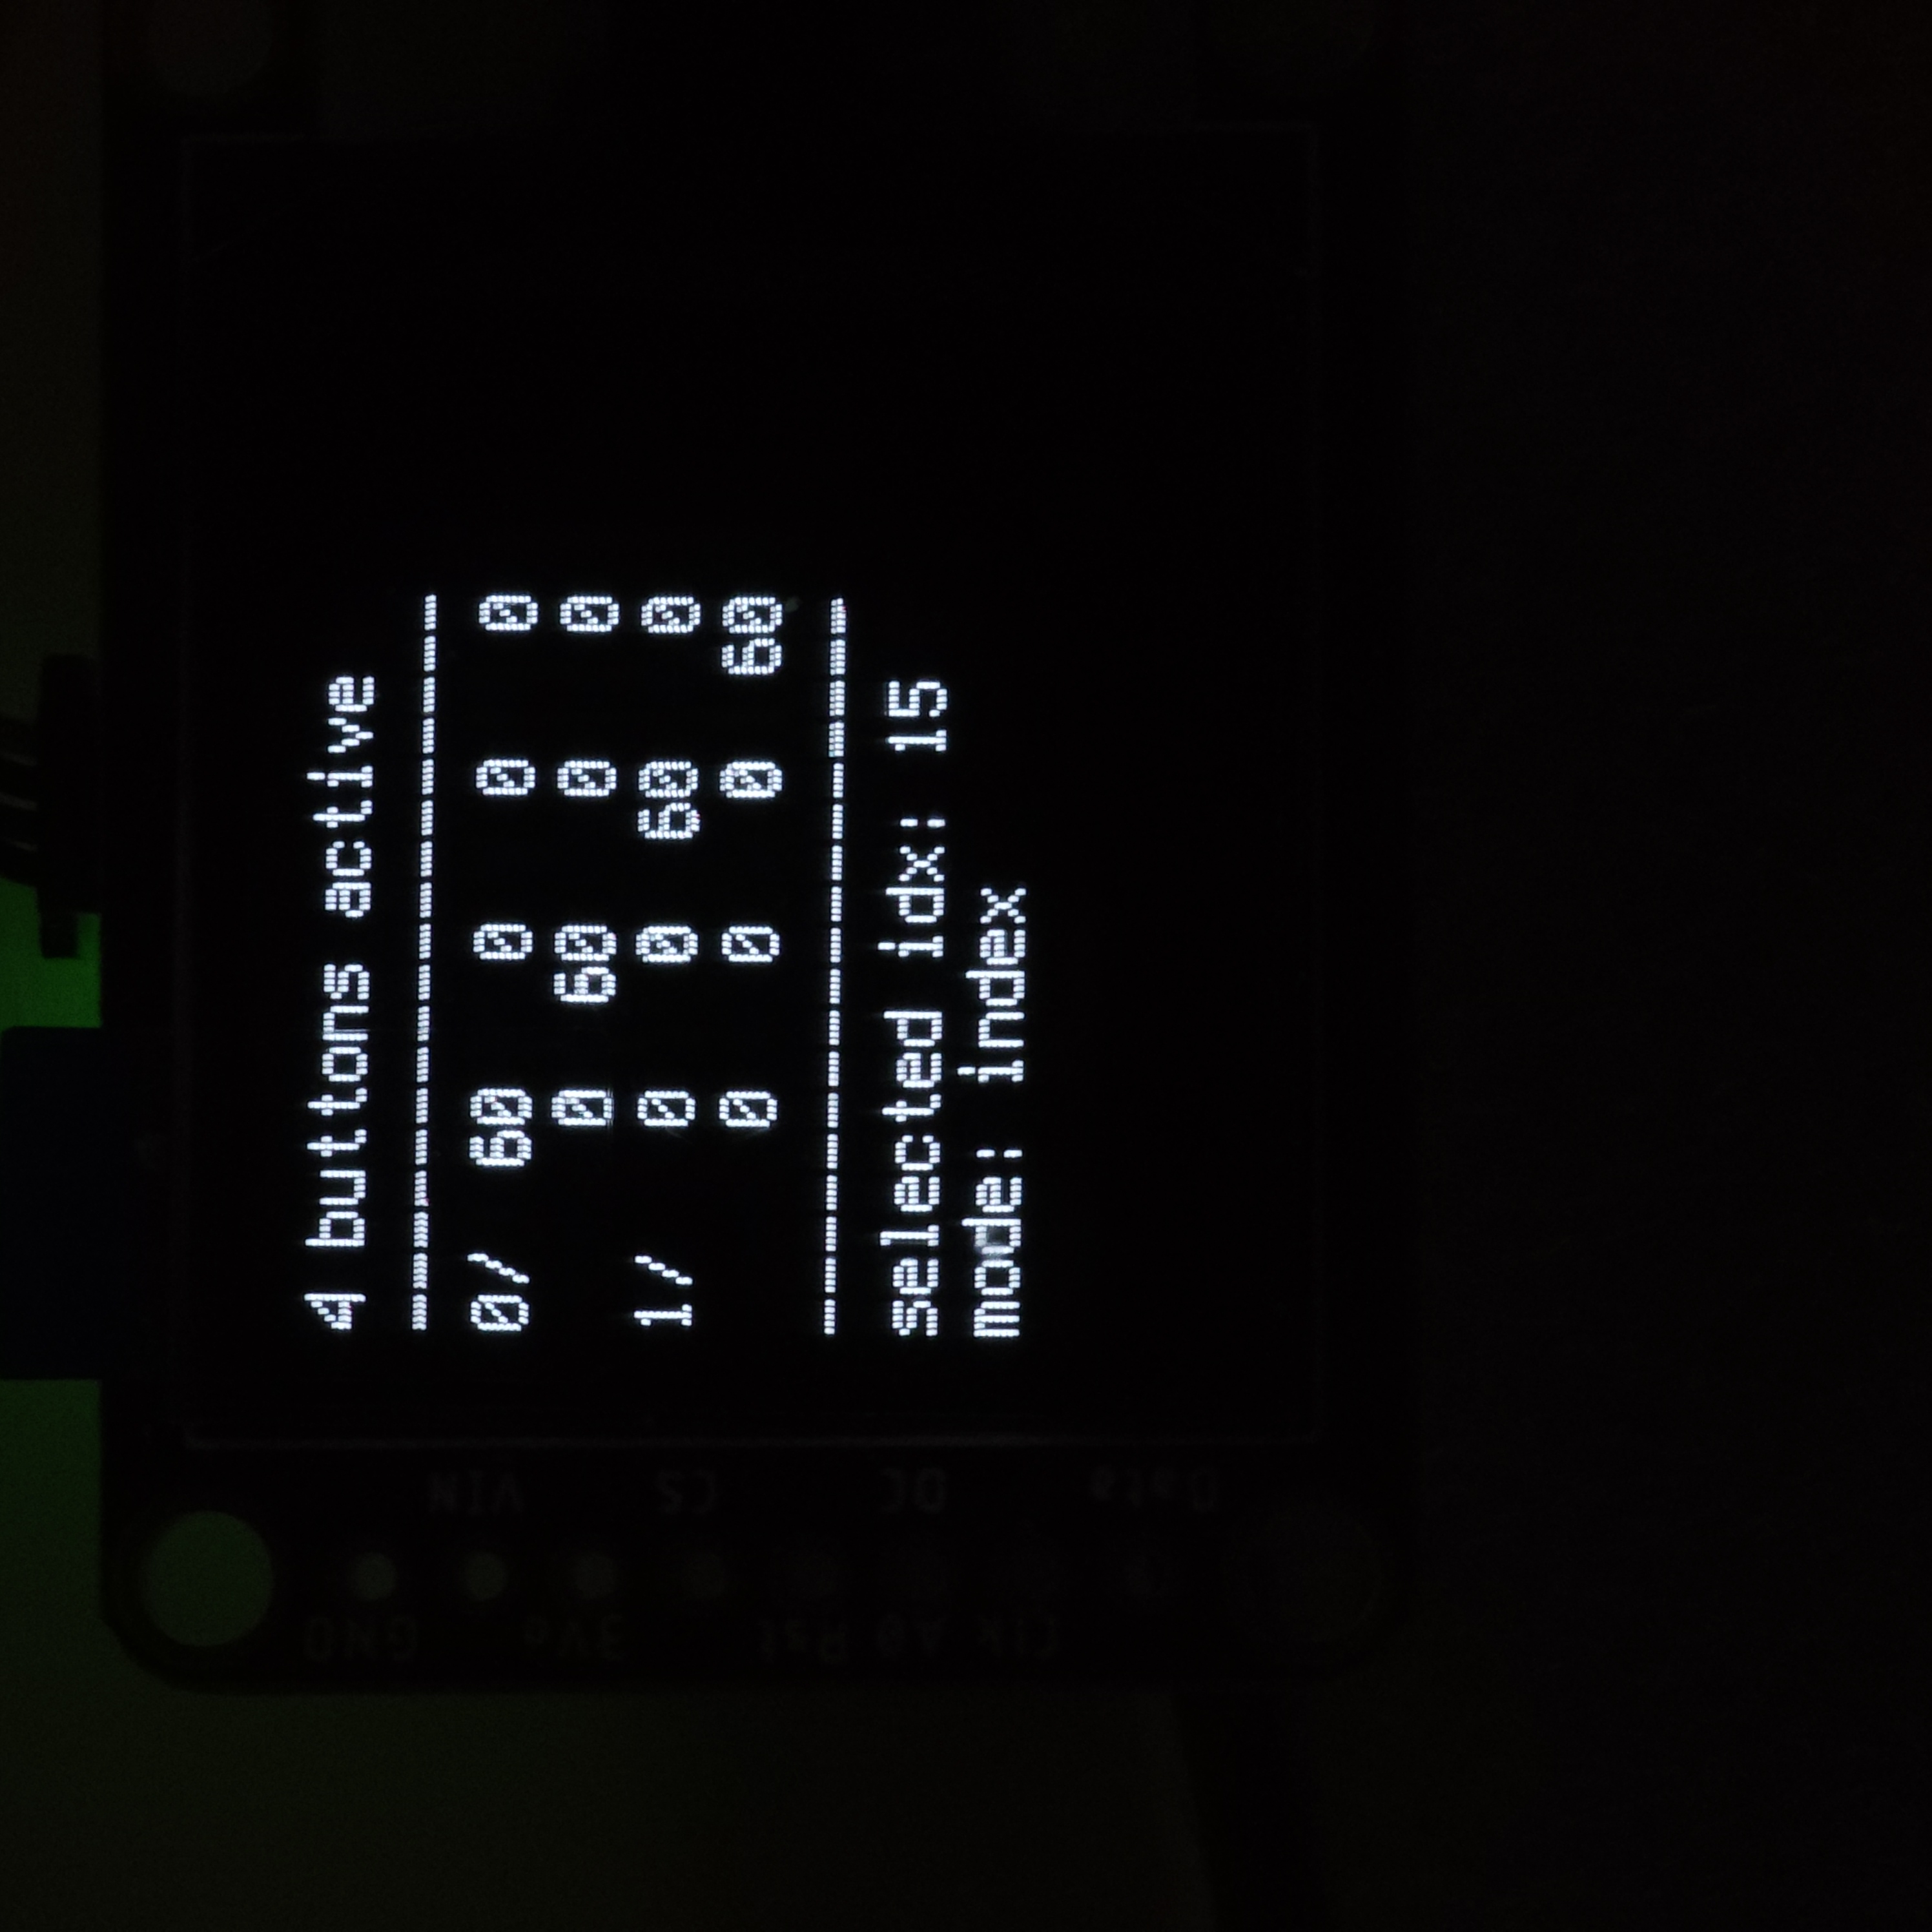 4 buttons active
------------------
0/  60   0   0   0
     0  60   0   0
1/   0   0  60   0
     0   0   0  60
------------------
selected idx: 15
mode: index
GND
VIN
3Vo
CS
Rst
A0
DC
Clk
Data